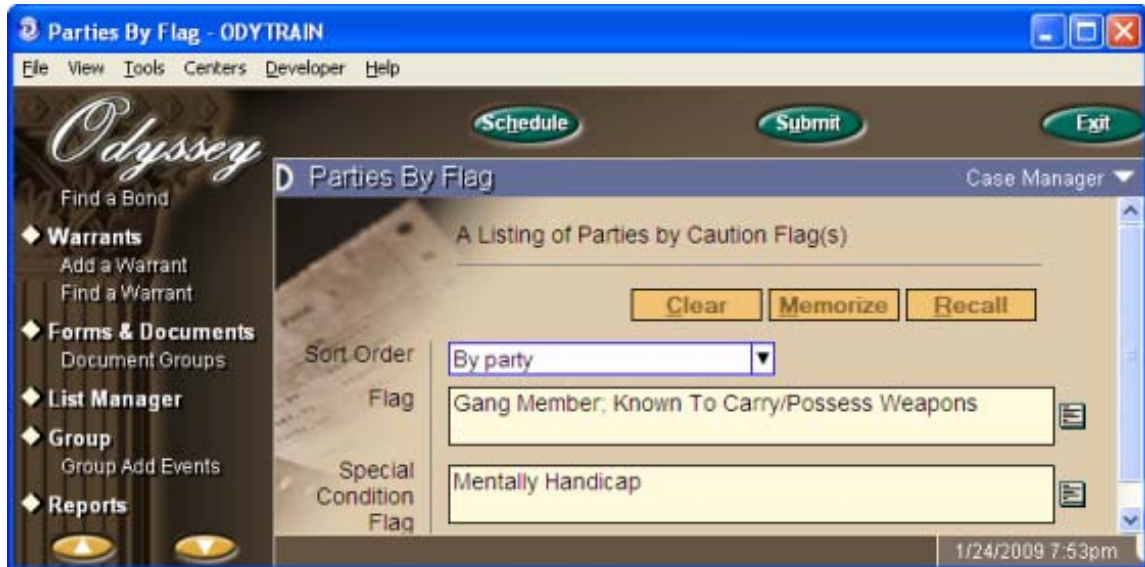 Parties By Flag - ODYTRAIN
File View Tools Centers Developer Help
Odyssey
Schedule Submit Exit
Parties By Flag Case Manager
Find a Bond
Warrants
Add a Warrant
Find a Warrant
Forms & Documents
Document Groups
List Manager
Group
Group Add Events
Reports
A Listing of Parties by Caution Flag(s)
Clear Memorize Recall
Sort Order By party
Flag Gang Member; Known To Carry/Possess Weapons
Special
Condition
Flag
Mentally Handicap
1/24/2009 7:53pm